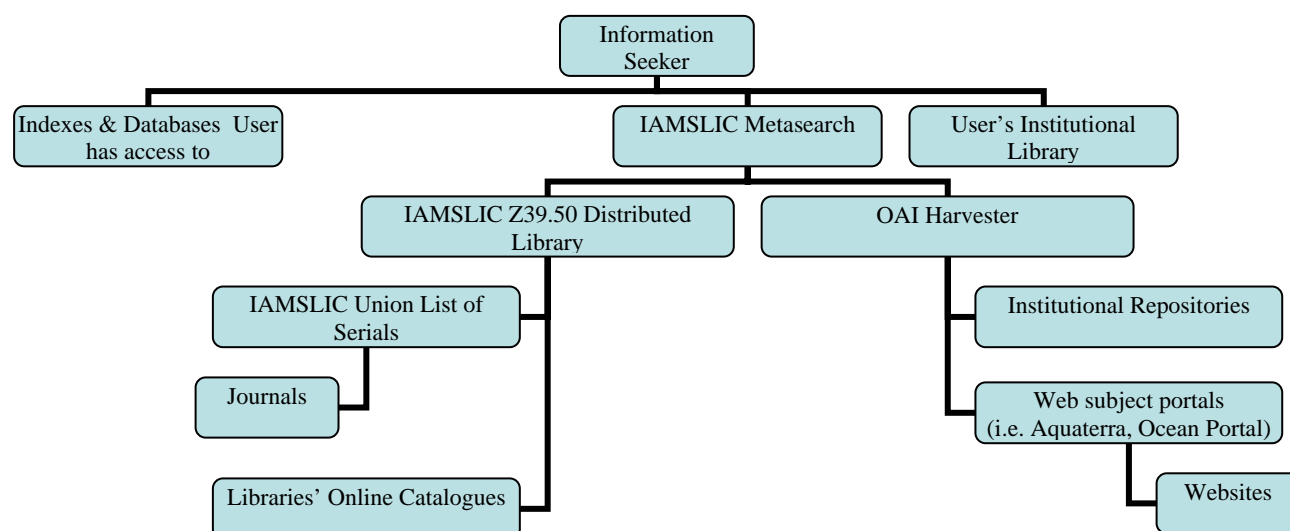 Information
Seeker
Indexes & Databases User
has access to
IAMSLIC Metasearch
User’s Institutional
Library
IAMSLIC Z39.50 Distributed
Library
OAI Harvester
IAMSLIC Union List of
Serials
Institutional Repositories
Journals
Web subject portals
(i.e. Aquaterra, Ocean Portal)
Libraries’ Online Catalogues
Websites